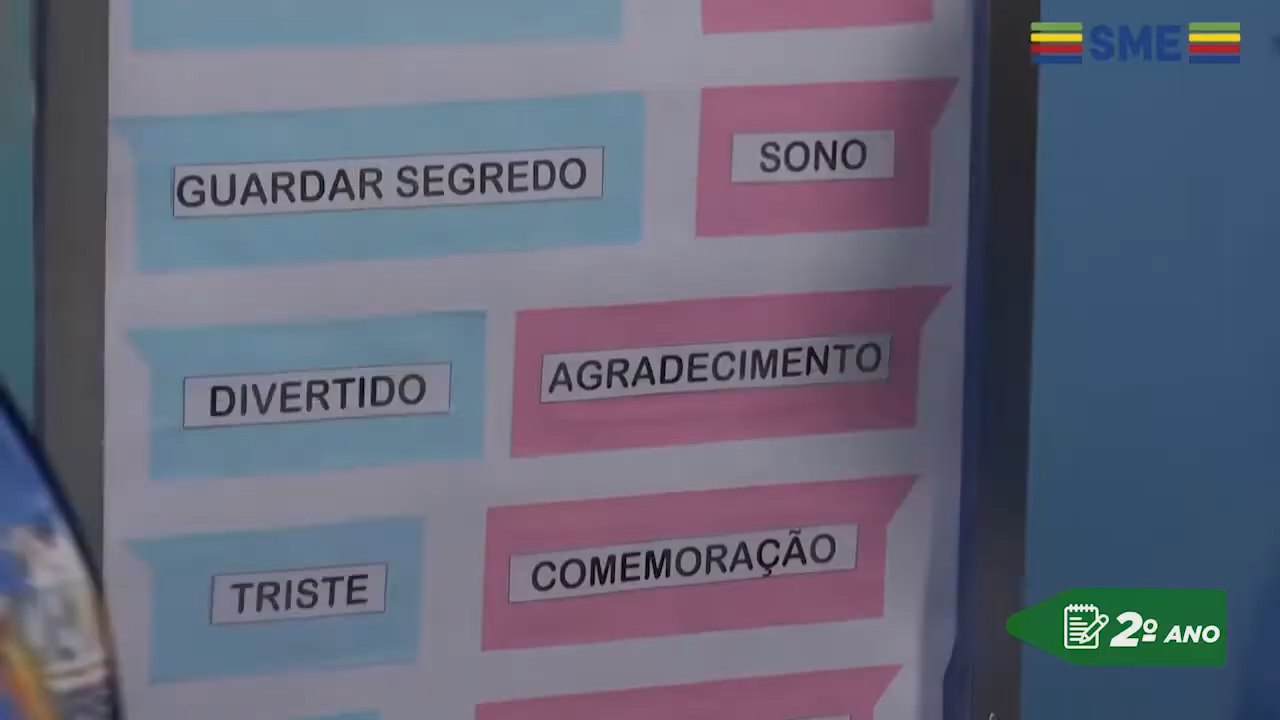 SME
GUARDAR SEGREDO
SONO
DIVERTIDO
AGRADECIMENTO
TRISTE
COMEMORAÇÃO
2º ANO